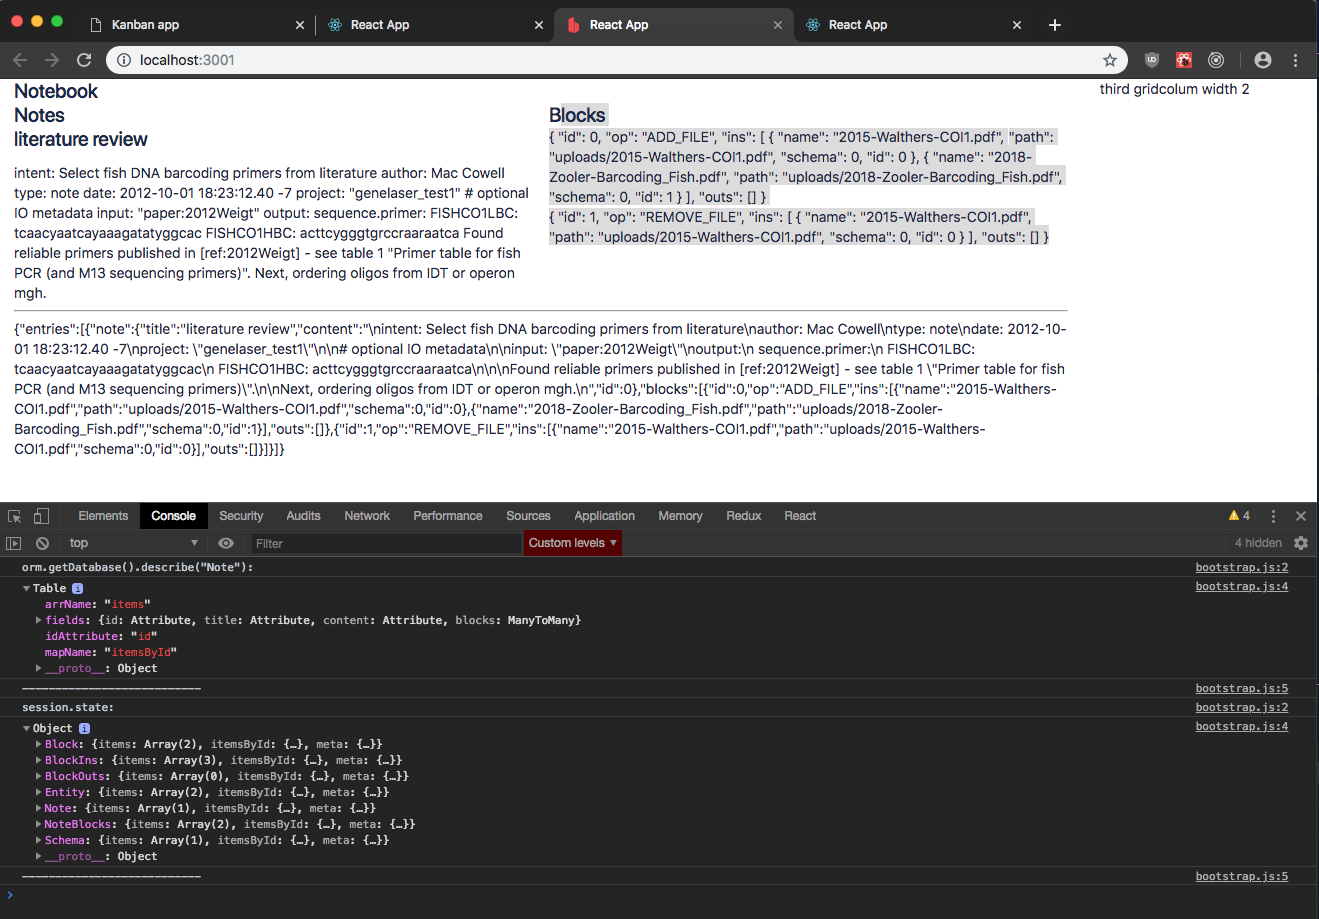 Kanban app
React App
React App
React App
localhost:3001
Notebook
Notes
literature review
intent: Select fish DNA barcoding primers from literature author: Mac Cowell
type: note date: 2012-10-01 18:23:12.40 -7 project: "genelaser_test1" # optional
IO metadata input: "paper:2012Weigt" output: sequence.primer: FISHCO1LBC:
tcaacyaatcayaaagatatyggcac FISHCO1HBC: acttcygggtgrccraaraatca Found
reliable primers published in [ref:2012Weigt] - see table 1 "Primer table for fish
PCR (and M13 sequencing primers)". Next, ordering oligos from IDT or operon
mgh.
Blocks
{ "id": 0, "op": "ADD_FILE", "ins": [ { "name": "2015-Walthers-COI1.pdf", "path":
"uploads/2015-Walthers-COI1.pdf", "schema": 0, "id": 0 }, { "name": "2018-
Zooler-Barcoding_Fish.pdf", "path": "uploads/2018-Zooler-Barcoding_Fish.pdf",
"schema": 0, "id": 1 } ], "outs": [] }
{ "id": 1, "op": "REMOVE_FILE", "ins": [ { "name": "2015-Walthers-COI1.pdf",
"path": "uploads/2015-Walthers-COI1.pdf", "schema": 0, "id": 0 } ], "outs": [] }
third gridcolum width 2
{"entries":[{"note":{"title":"literature review","content":"\nintent: Select fish DNA barcoding primers from literature\nauthor: Mac Cowell\ntype: note\ndate: 2012-10-
01 18:23:12.40 -7\nproject: \"genelaser_test1\"\n\n# optional IO metadata\n\ninput: \"paper:2012Weigt\"\noutput:\n sequence.primer:\n FISHCO1LBC:
tcaacyaatcayaaagatatyggcac\n FISHCO1HBC: acttcygggtgrccraaraatca\n\n\nFound reliable primers published in [ref:2012Weigt] - see table 1 \"Primer table for fish
PCR (and M13 sequencing primers)\".\n\nNext, ordering oligos from IDT or operon mgh.\n","id":0},"blocks":[{"id":0,"op":"ADD_FILE","ins":[{"name":"2015-Walthers-
COI1.pdf","path":"uploads/2015-Walthers-COI1.pdf","schema":0,"id":0},{"name":"2018-Zooler-Barcoding_Fish.pdf","path":"uploads/2018-Zooler-
Barcoding_Fish.pdf","schema":0,"id":1}],"outs":[]},{"id":1,"op":"REMOVE_FILE","ins":[{"name":"2015-Walthers-COI1.pdf","path":"uploads/2015-Walthers-
COI1.pdf","schema":0,"id":0}],"outs":[]}]}]}
Elements Console Security Audits Network Performance Sources Application Memory Redux React 4
top Filter Custom levels 4 hidden
orm.getDatabase().describe("Note"): bootstrap.js:2
Table bootstrap.js:4
arrName: "items"
fields: {id: Attribute, title: Attribute, content: Attribute, blocks: ManyToMany}
idAttribute: "id"
mapName: "itemsById"
__proto__: Object
--------------------------- bootstrap.js:5
session.state: bootstrap.js:2
Object bootstrap.js:4
Block: {items: Array(2), itemsById: {…}, meta: {…}}
BlockIns: {items: Array(3), itemsById: {…}, meta: {…}}
BlockOuts: {items: Array(0), itemsById: {…}, meta: {…}}
Entity: {items: Array(2), itemsById: {…}, meta: {…}}
Note: {items: Array(1), itemsById: {…}, meta: {…}}
NoteBlocks: {items: Array(2), itemsById: {…}, meta: {…}}
Schema: {items: Array(1), itemsById: {…}, meta: {…}}
__proto__: Object
--------------------------- bootstrap.js:5